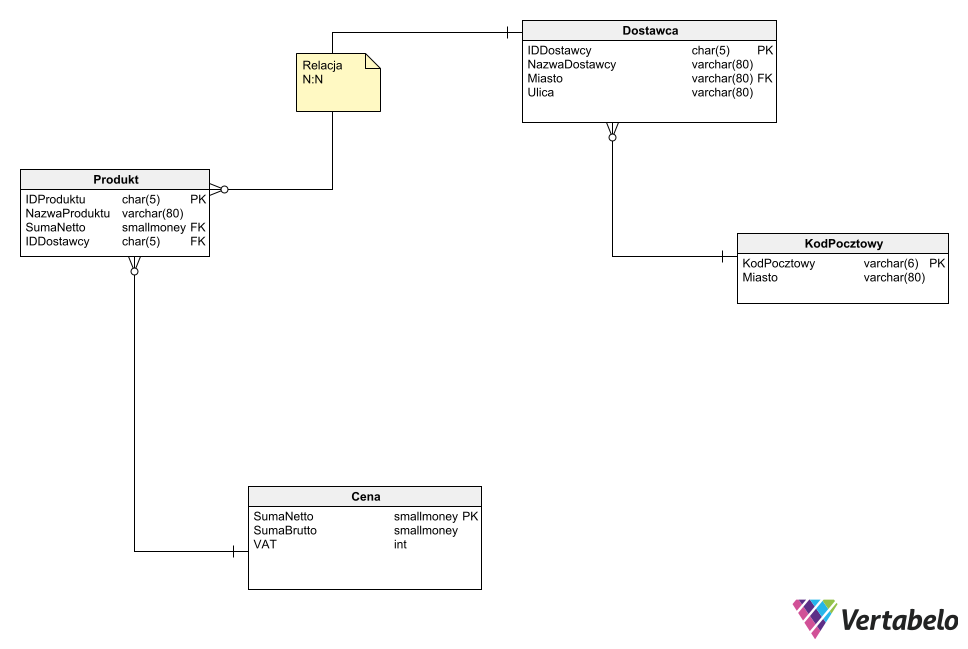 Dostawca
IDDostawcy char(5) PK
NazwaDostawcy varchar(80)
Miasto varchar(80) FK
Ulica varchar(80)
Relacja
N:N
Produkt
IDProduktu char(5) PK
NazwaProduktu varchar(80)
SumaNetto smallmoney FK
IDDostawcy char(5) FK
KodPocztowy
KodPocztowy varchar(6) PK
Miasto varchar(80)
Cena
SumaNetto smallmoney PK
SumaBrutto smallmoney
VAT int
Vertabelo